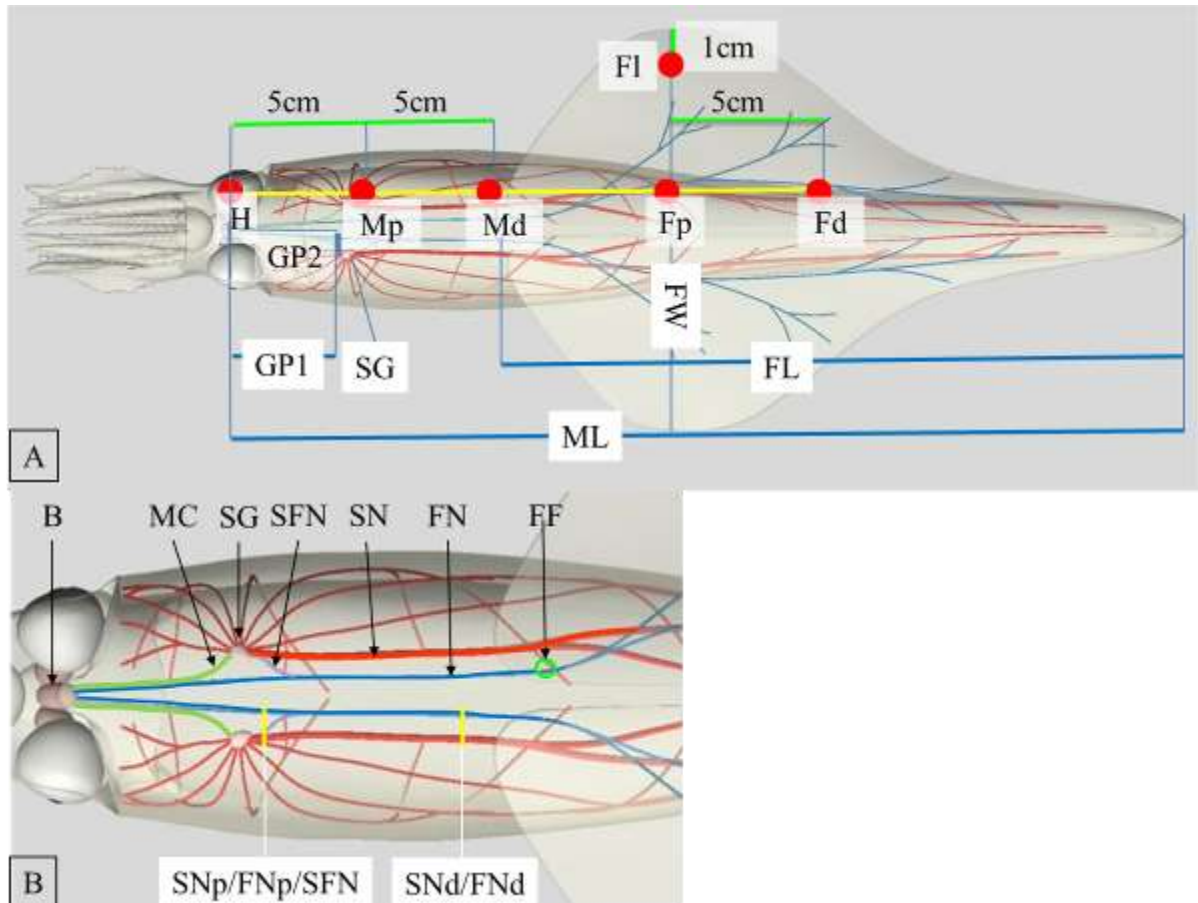 1cm
Fl
5cm 5cm 5cm
H Mp Md Fp Fd
GP2
FW
GP1 SG FL
ML
A
B MC SG SFN SN FN FF
SNp/FNp/SFN SNd/FNd
B